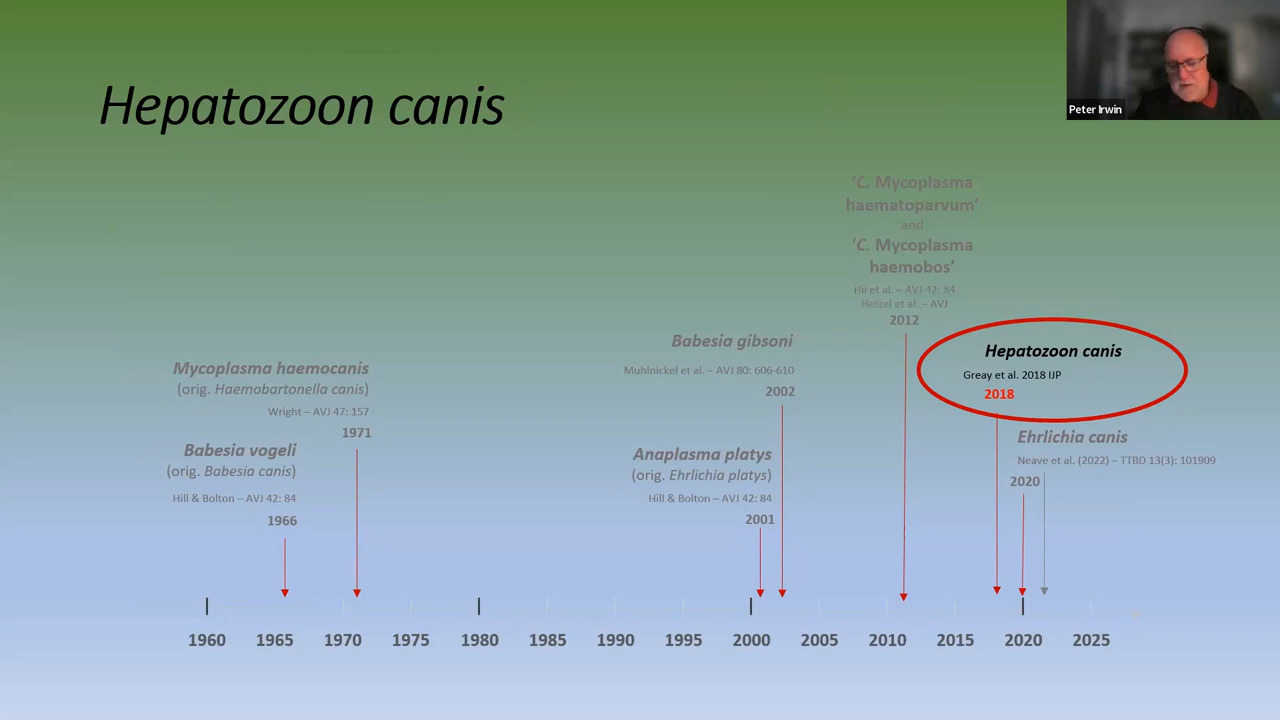 Hepatozoon canis
Peter Irwin
'C. Mycoplasma
haematoparvum'
and
'C. Mycoplasma
haemobos'
Hii et al. – AVJ 42: 84
Hetzel et al. – AVJ
2012
Babesia gibsoni
Muhlnickel et al. – AVJ 80: 606-610
2002
Hepatozoon canis
Greay et al. 2018 IJP
2018
Mycoplasma haemocanis
(orig. Haemobartonella canis)
Wright – AVJ 47: 157
1971
Babesia vogeli
(orig. Babesia canis)
Hill & Bolton – AVJ 42: 84
1966
Anaplasma platys
(orig. Ehrlichia platys)
Hill & Bolton – AVJ 42: 84
2001
Ehrlichia canis
Neave et al. (2022) – TTBD 13(3): 101909
2020
1960 1965 1970 1975 1980 1985 1990 1995 2000 2005 2010 2015 2020 2025